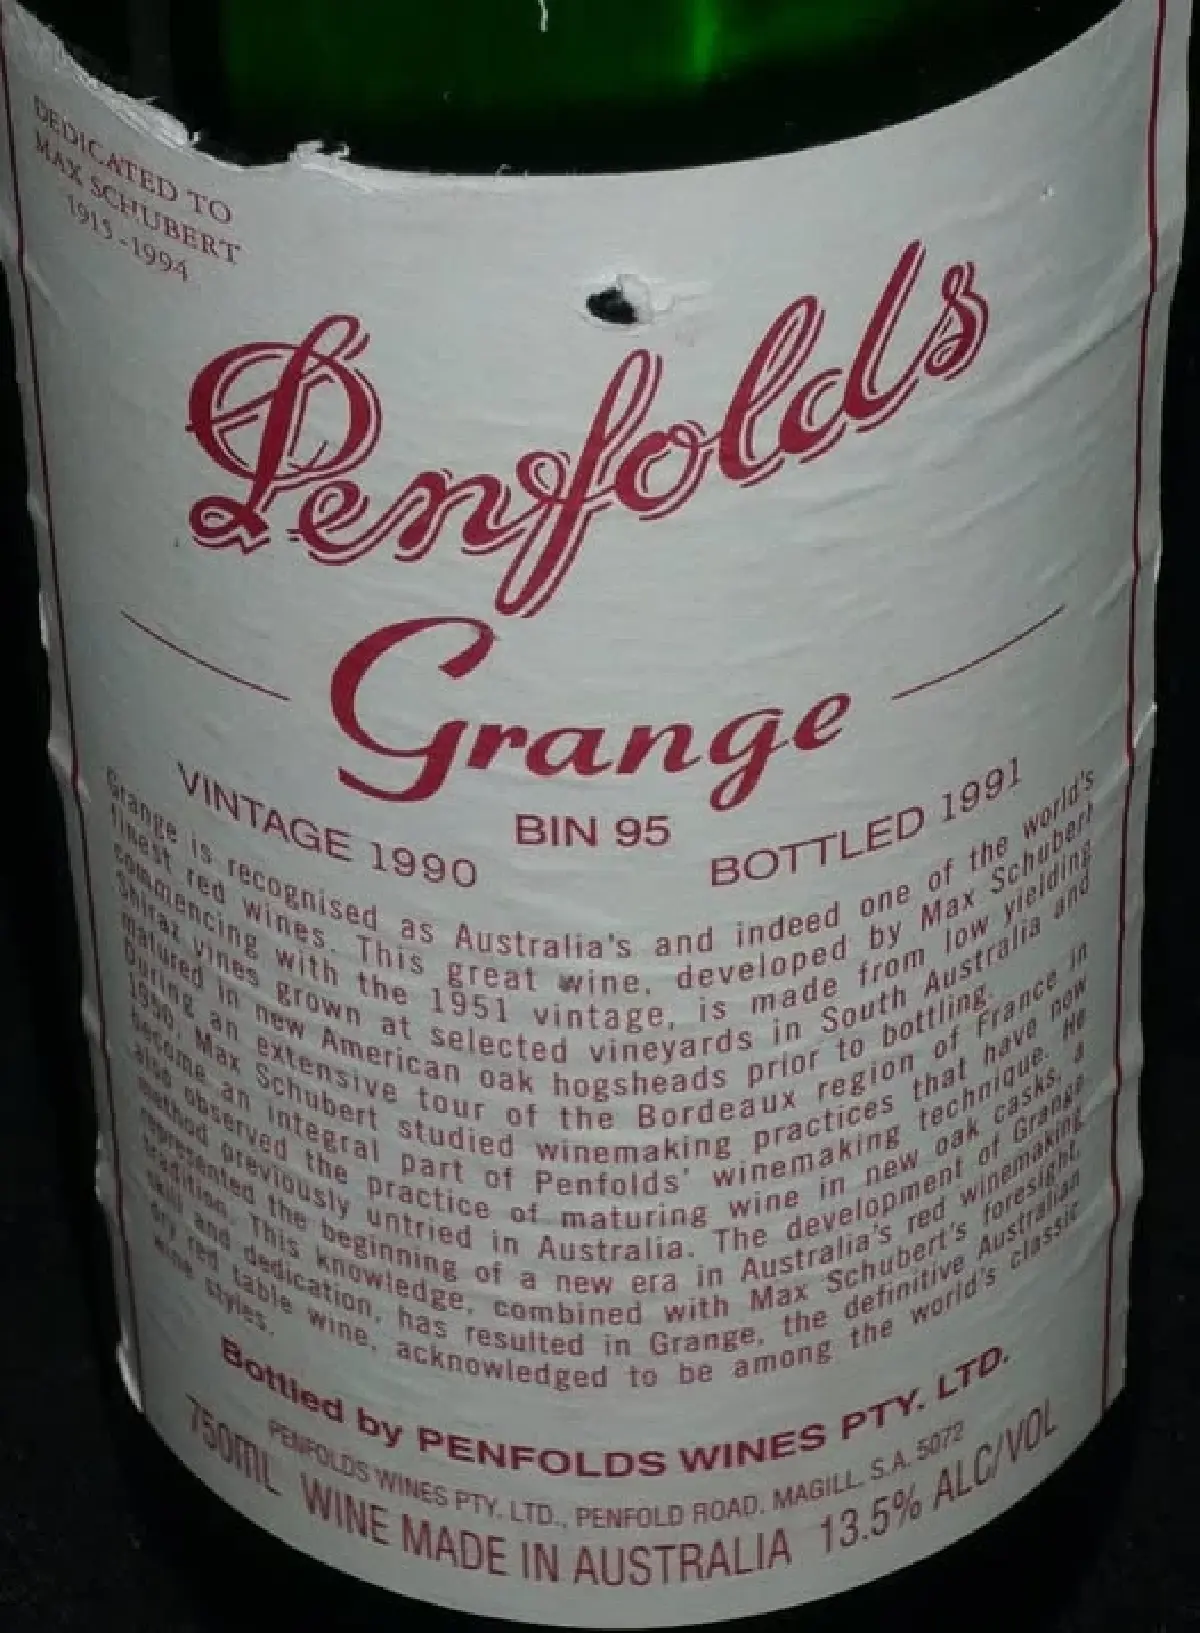 DEDICATED TO
MAX SCHUBERT
1915-1994
Penfolds
Grange
VINTAGE 1990
BIN 95
BOTTLED 1991
Grange is recognised as Australia's and indeed one of the world's
finest red wines. This great wine, developed by Max Schubert
commencing with the 1951 vintage, is made from low yielding
Shiraz vines grown at selected vineyards in South Australia and
matured in new American oak hogsheads prior to bottling.
During an extensive tour of the Bordeaux region of France in
1950, Max Schubert studied winemaking practices that have now
become an integral part of Penfolds' winemaking technique. He
also observed the practice of maturing wine in new oak casks, a
method previously untried in Australia. The development of Grange
represented the beginning of a new era in Australia's red winemaking
tradition. This knowledge, combined with Max Schubert's foresight,
skill and dedication, has resulted in Grange, the definitive Australian
dry red table wine, acknowledged to be among the world's classic
wine styles.
Bottled by PENFOLDS WINES PTY. LTD.
PENFOLDS WINES PTY. LTD., PENFOLD ROAD, MAGILL. S.A. 5072
750ML WINE MADE IN AUSTRALIA 13.5% ALC/VOL